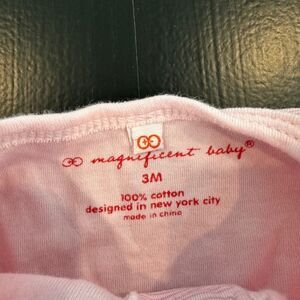 magnificent baby®
3M
100% cotton
designed in new york city
made in china